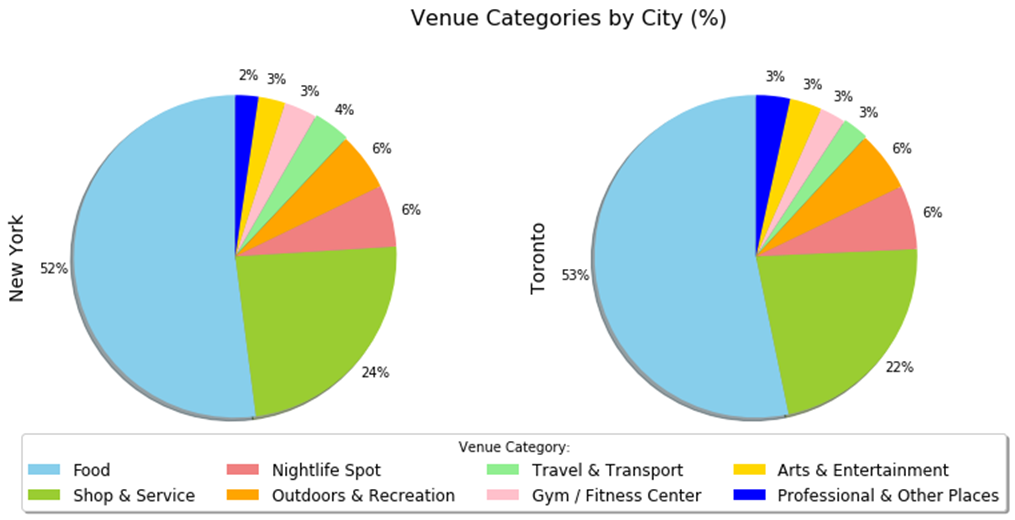 Venue Categories by City (%)
2%
3%
3%
4%
6%
6%
24%
52%
New York
3%
3%
3%
3%
6%
6%
22%
53%
Toronto
Venue Category:
Food
Nightlife Spot
Travel & Transport
Arts & Entertainment
Shop & Service
Outdoors & Recreation
Gym / Fitness Center
Professional & Other Places